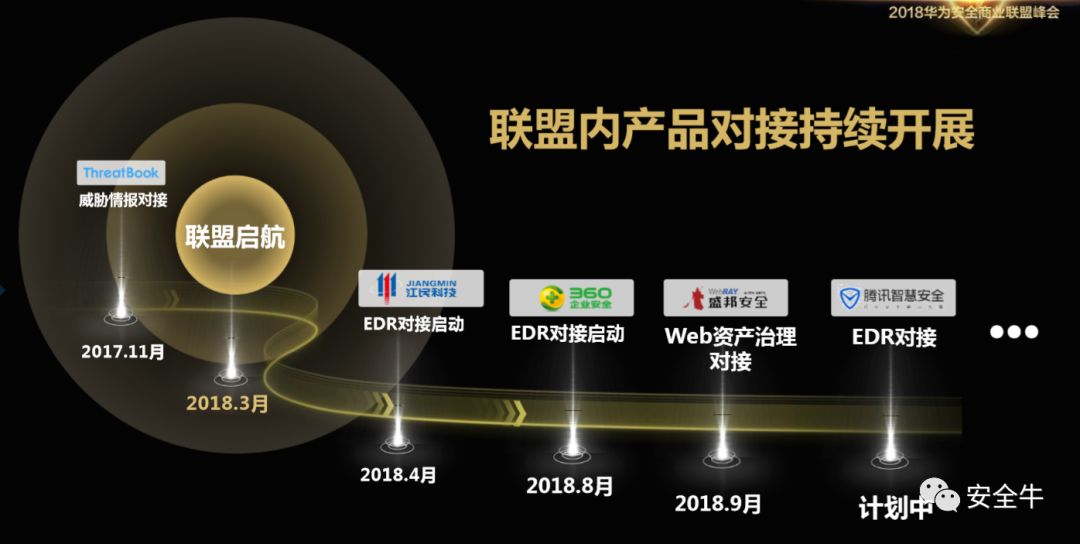 2018华为安全商业联盟峰会
联盟内产品对接持续开展
ThreatBook
威胁情报对接
联盟启航
2017.11月
2018.3月
JIANGMIN
江民科技
EDR对接启动
2018.4月
360
企业安全
EDR对接启动
2018.8月
WebRAY
盛邦安全
Web资产治理
对接
2018.9月
腾讯智慧安全
EDR对接
计划中
安全牛